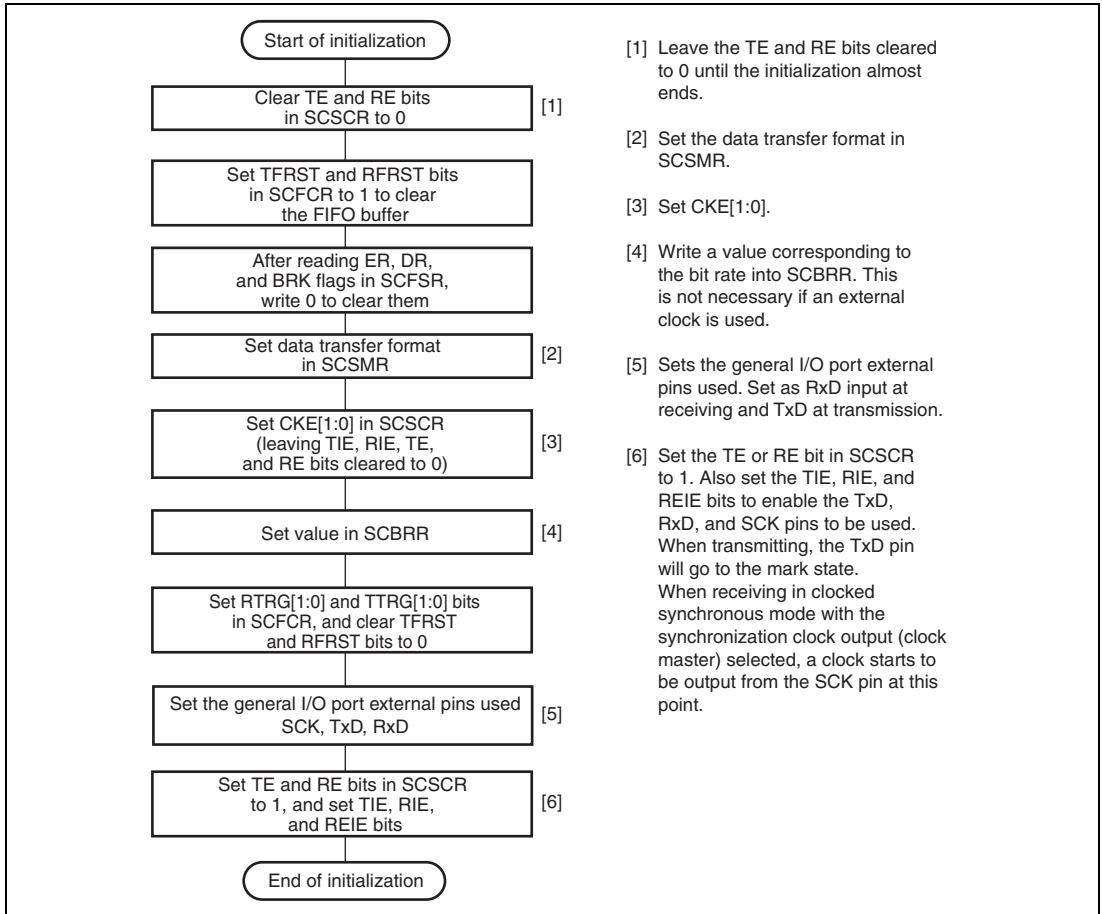 Start of initialization
Clear TE and RE bits
in SCSCR to 0
[1]
Set TFRST and RFRST bits
in SCFCR to 1 to clear
the FIFO buffer
After reading ER, DR,
and BRK flags in SCFSR,
write 0 to clear them
Set data transfer format
in SCSMR
[2]
Set CKE[1:0] in SCSCR
(leaving TIE, RIE, TE,
and RE bits cleared to 0)
[3]
Set value in SCBRR
[4]
Set RTRG[1:0] and TTRG[1:0] bits
in SCFCR, and clear TFRST
and RFRST bits to 0
Set the general I/O port external pins used
SCK, TxD, RxD
[5]
Set TE and RE bits in SCSCR
to 1, and set TIE, RIE,
and REIE bits
[6]
End of initialization
[1] Leave the TE and RE bits cleared
to 0 until the initialization almost
ends.
[2] Set the data transfer format in
SCSMR.
[3] Set CKE[1:0].
[4] Write a value corresponding to
the bit rate into SCBRR. This
is not necessary if an external
clock is used.
[5] Sets the general I/O port external
pins used. Set as RxD input at
receiving and TxD at transmission.
[6] Set the TE or RE bit in SCSCR
to 1. Also set the TIE, RIE, and
REIE bits to enable the TxD,
RxD, and SCK pins to be used.
When transmitting, the TxD pin
will go to the mark state.
When receiving in clocked
synchronous mode with the
synchronization clock output (clock
master) selected, a clock starts to
be output from the SCK pin at this
point.